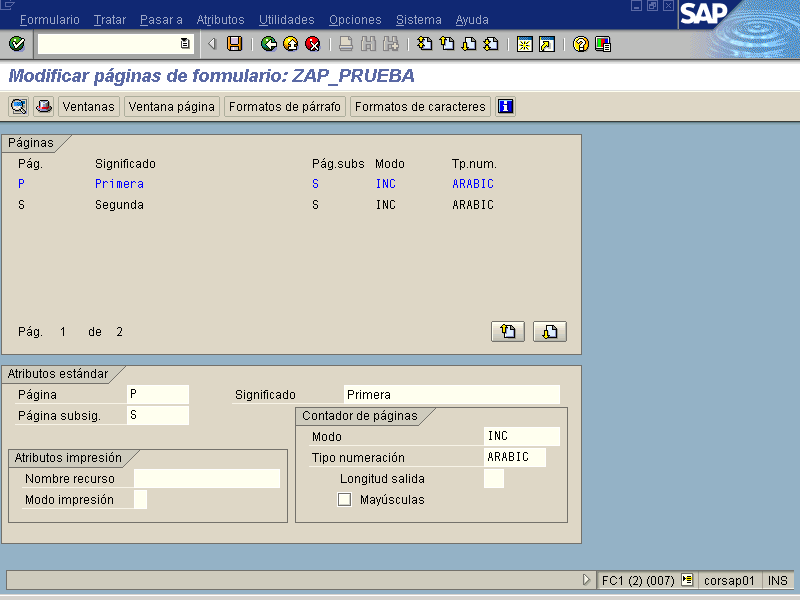 Formulario Tratar Pasar a Atributos Utilidades Opciones Sistema Ayuda
SAP
Modificar páginas de formulario: ZAP_PRUEBA
Ventanas Ventana página Formatos de párrafo Formatos de caracteres
Páginas
Pág. Significado Pág.subs Modo Tp.num.
P Primera S INC ARABIC
S Segunda S INC ARABIC
Pág. 1 de 2
Atributos estándar
Página P Significado Primera
Página subsig. S
Contador de páginas
Modo INC
Tipo numeración ARABIC
Longitud salida
Mayúsculas
Atributos impresión
Nombre recurso
Modo impresión
FC1 (2) (007) corsap01 INS